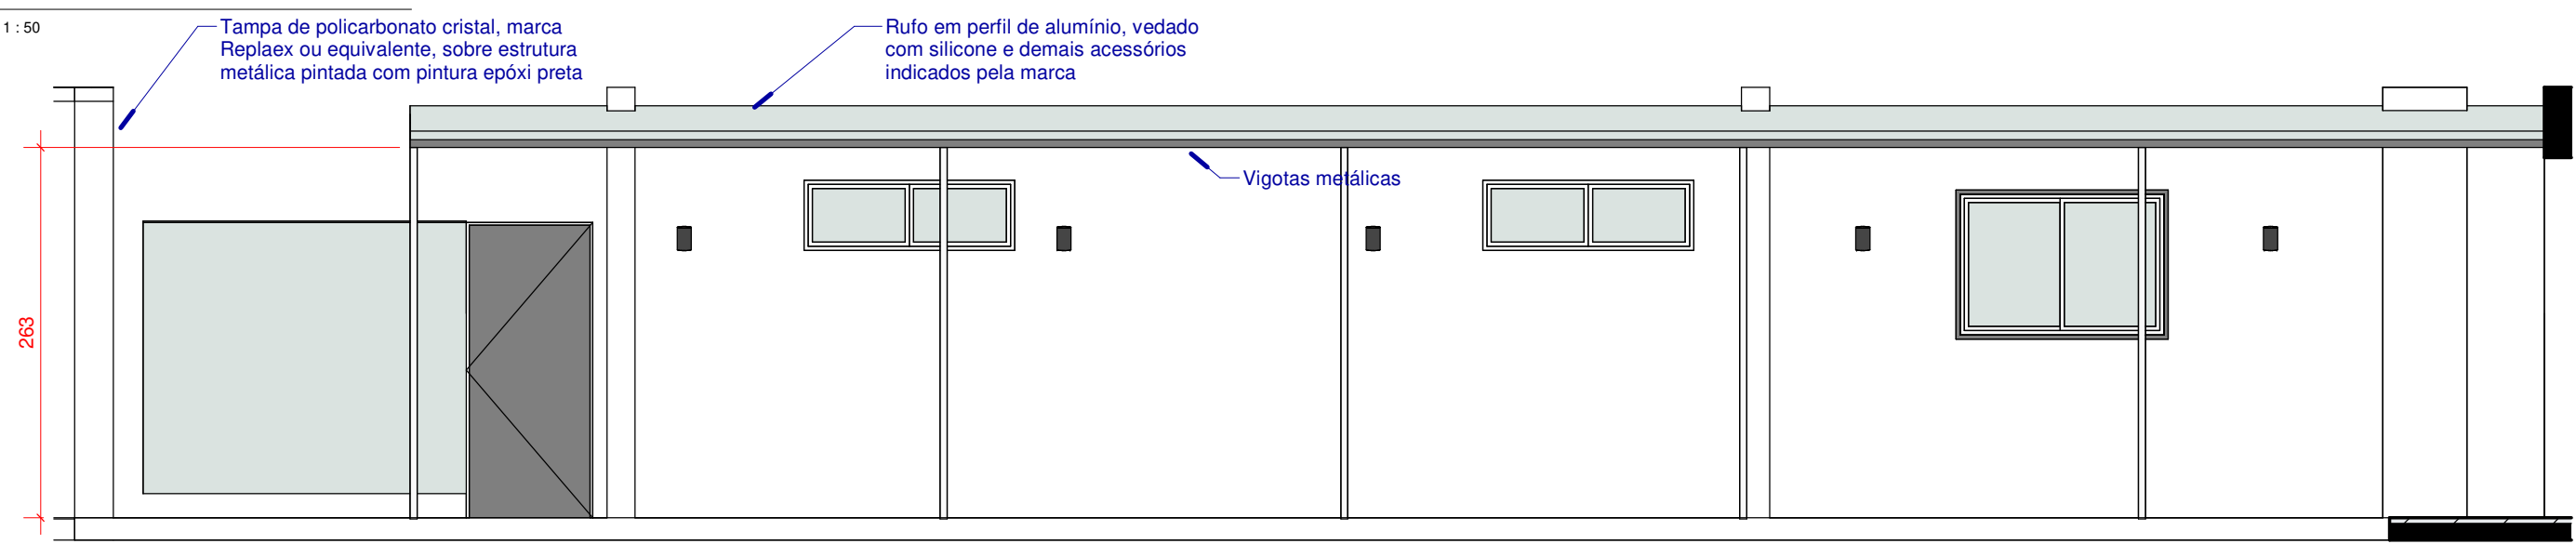 1 : 50
Tampa de policarbonato cristal, marca
Replaex ou equivalente, sobre estrutura
metálica pintada com pintura epóxi preta
Rufo em perfil de alumínio, vedado
com silicone e demais acessórios
indicados pela marca
Vigotas metálicas
263